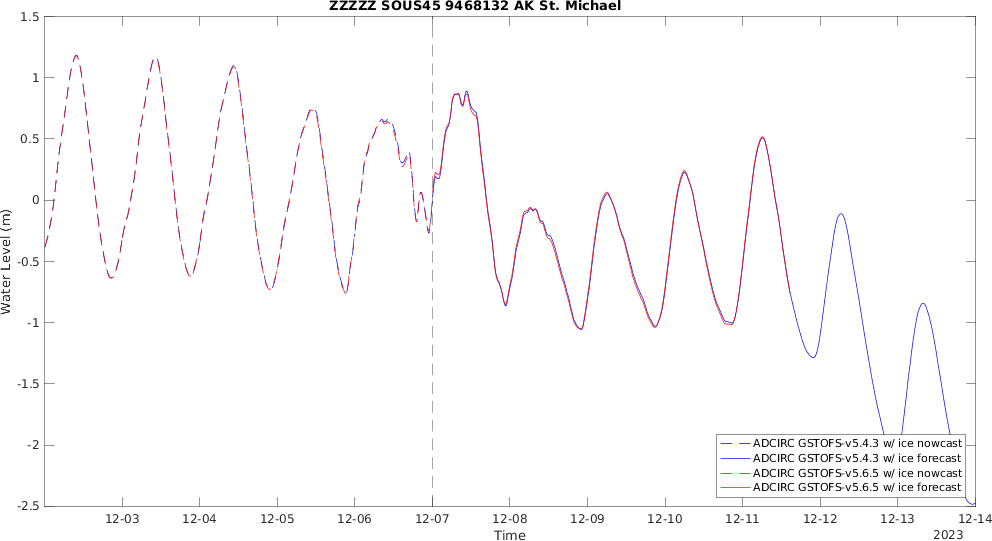 ZZZZZ SOUS45 9468132 AK St. Michael
1.5
1
0.5
0
-0.5
-1
-1.5
-2
-2.5
Water Level (m)
ADCIRC GSTOFS-v5.4.3 w/ ice nowcast
ADCIRC GSTOFS-v5.4.3 w/ ice forecast
ADCIRC GSTOFS-v5.6.5 w/ ice nowcast
ADCIRC GSTOFS-v5.6.5 w/ ice forecast
12-03 12-04 12-05 12-06 12-07 12-08 12-09 12-10 12-11 12-12 12-13 12-14
Time
2023